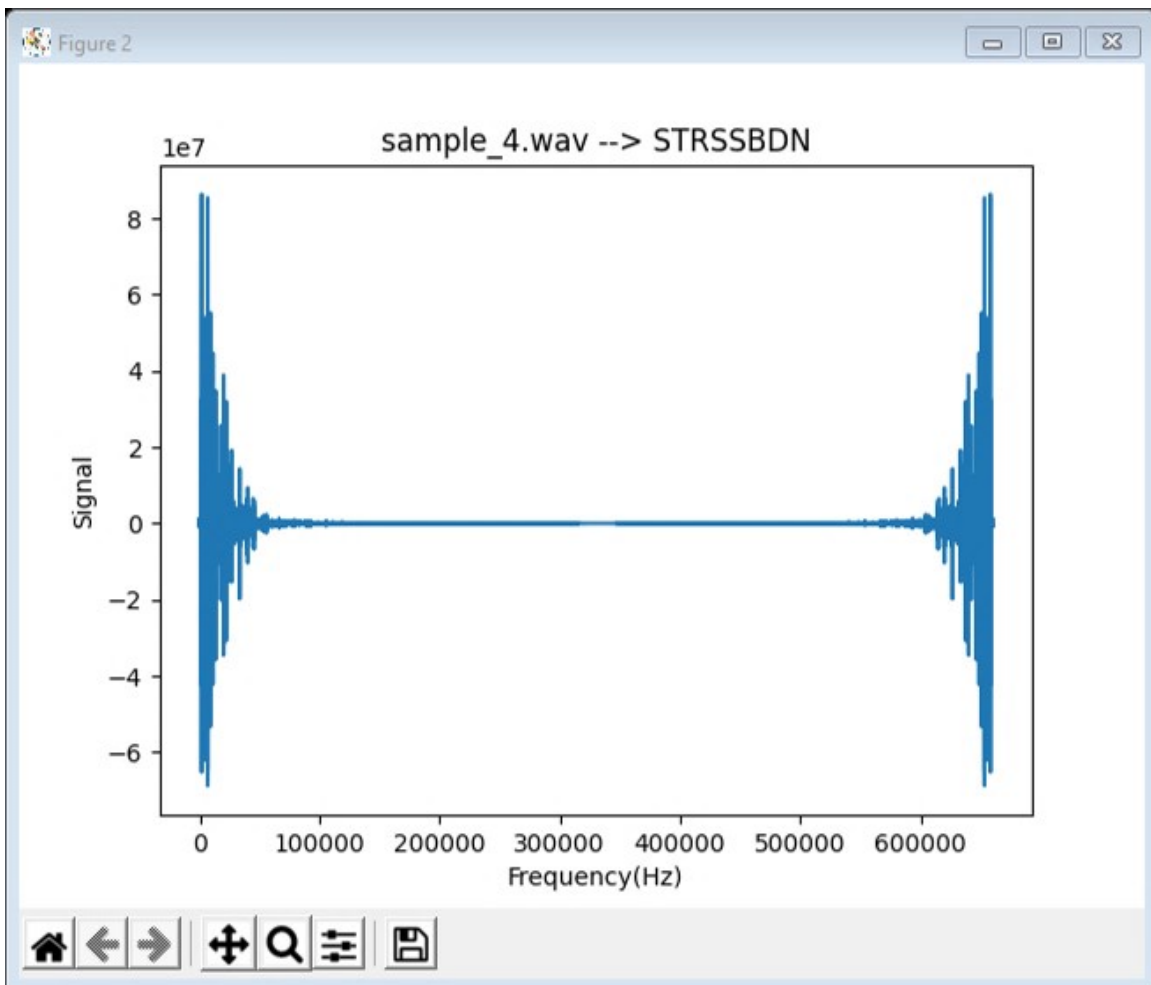 Figure 2
sample_4.wav --> STRSSBDN
1e7
8
6
4
2
0
−2
−4
−6
Signal
0 100000 200000 300000 400000 500000 600000
Frequency(Hz)